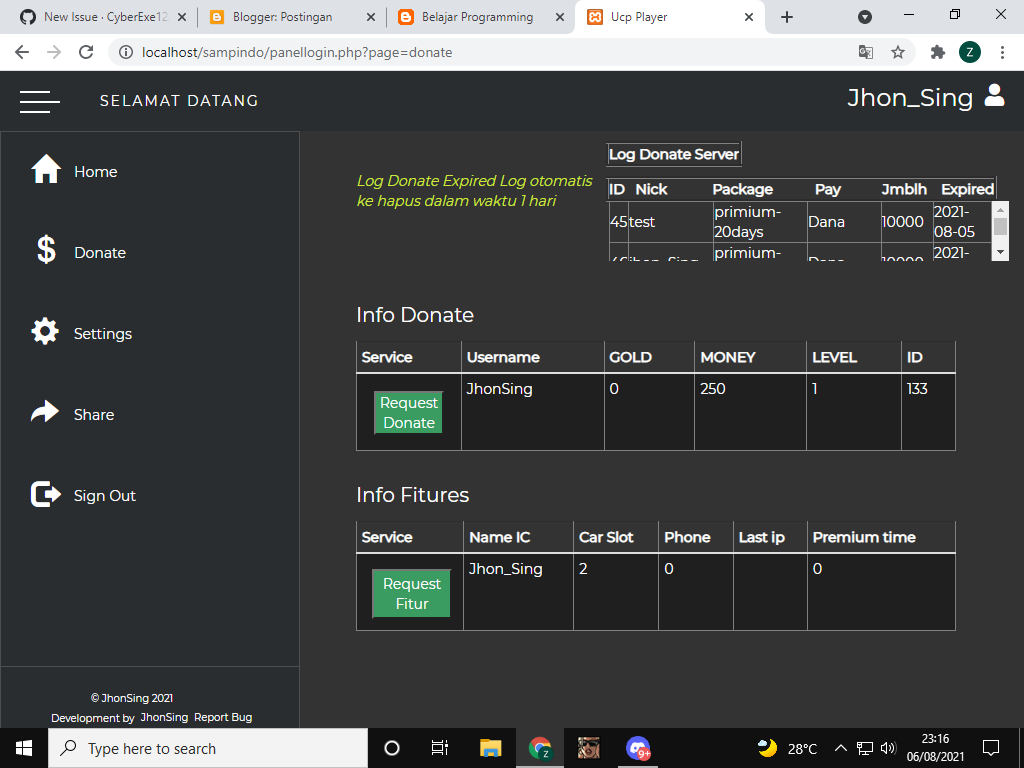 New Issue · CyberExe12
Blogger: Postingan
Belajar Programming
Ucp Player
localhost/sampindo/panellogin.php?page=donate
Z
SELAMAT DATANG
Jhon_Sing
Home
Donate
Settings
Share
Sign Out
© JhonSing 2021
Development by JhonSing Report Bug
Log Donate Expired Log otomatis
ke hapus dalam waktu 1 hari
Log Donate Server
ID Nick Package Pay Jmblh Expired
45 test primium-20days Dana 10000 2021-08-05
46 jhon_Sing primium- Dana 10000 2021-
Info Donate
Service Username GOLD MONEY LEVEL ID
Request Donate JhonSing 0 250 1 133
Info Fitures
Service Name IC Car Slot Phone Last ip Premium time
Request Fitur Jhon_Sing 2 0 0
Type here to search
Z
9+
28°C
23:16
06/08/2021